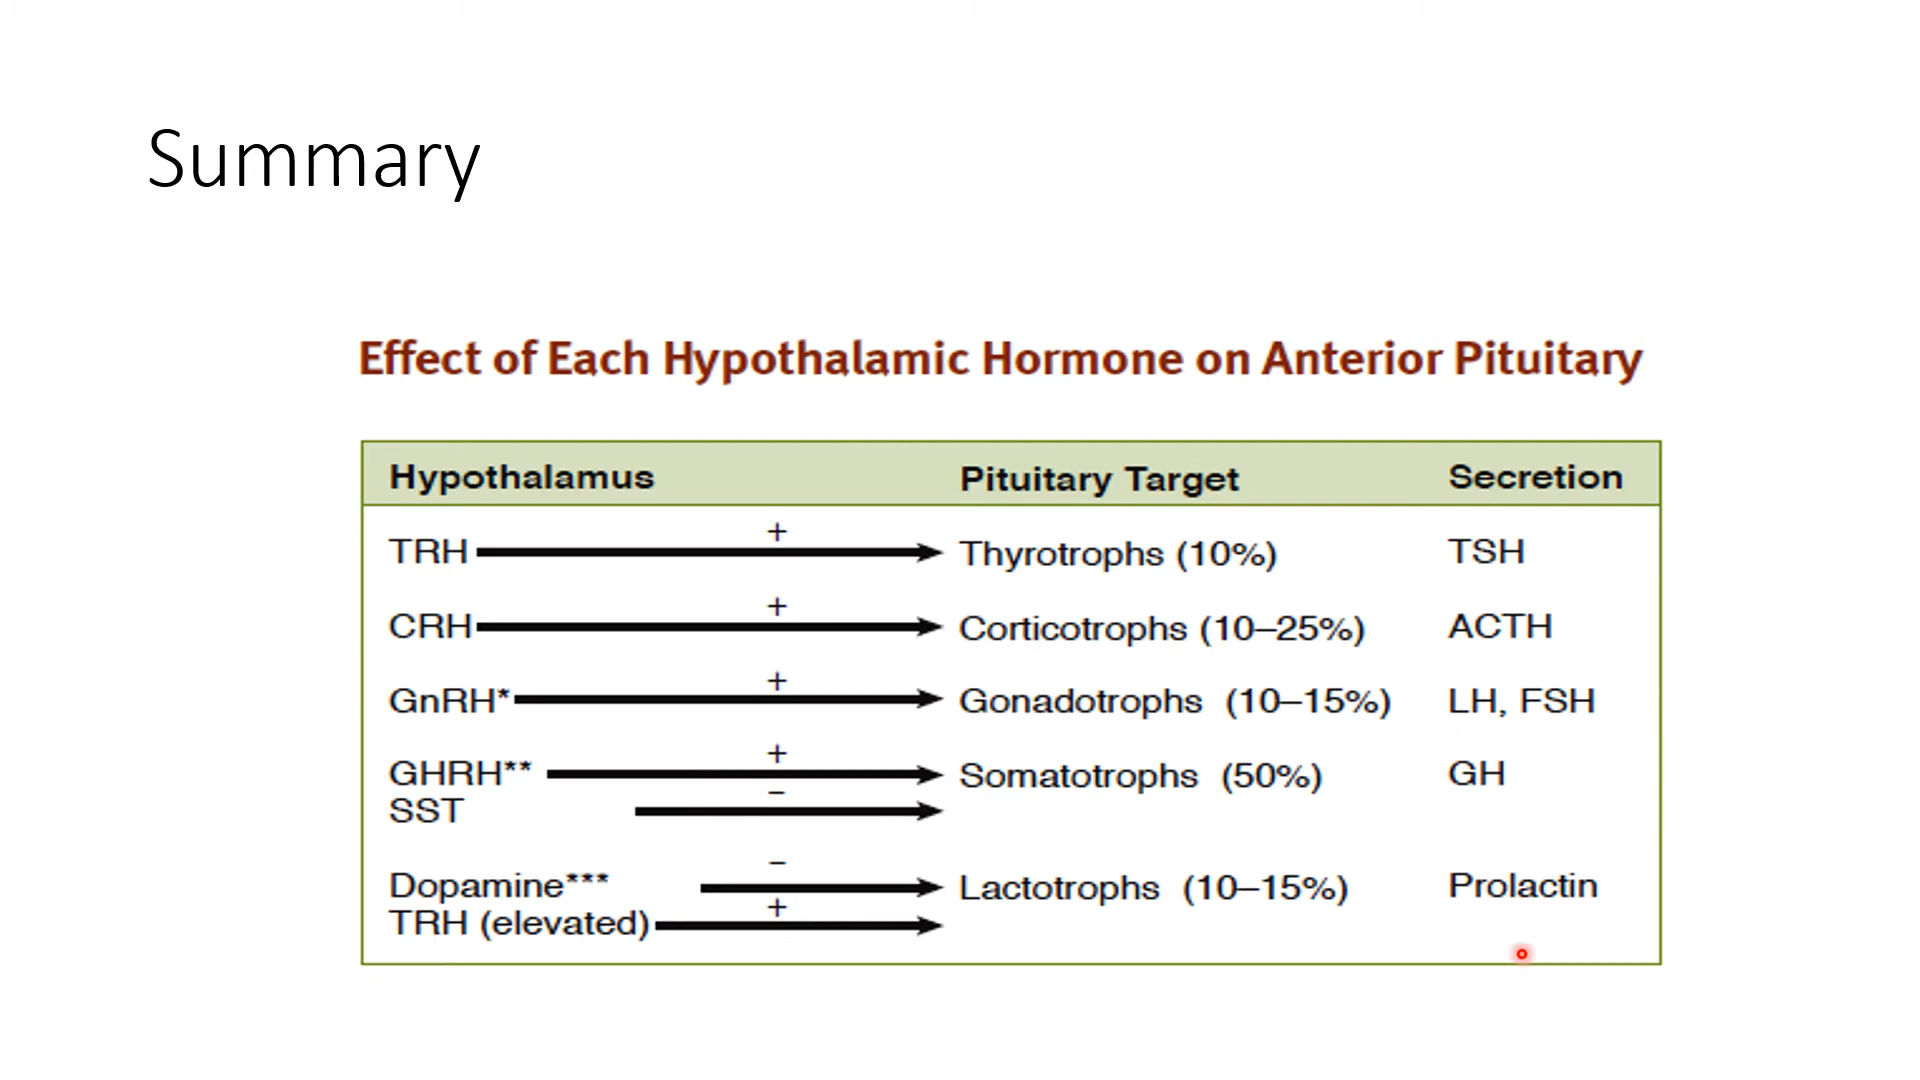 Summary
Effect of Each Hypothalamic Hormone on Anterior Pituitary
Hypothalamus Pituitary Target Secretion
TRH + Thyrotrophs (10%) TSH
CRH + Corticotrophs (10–25%) ACTH
GnRH* + Gonadotrophs (10–15%) LH, FSH
GHRH** + Somatotrophs (50%) GH
SST –
Dopamine*** – Lactotrophs (10–15%) Prolactin
TRH (elevated) +